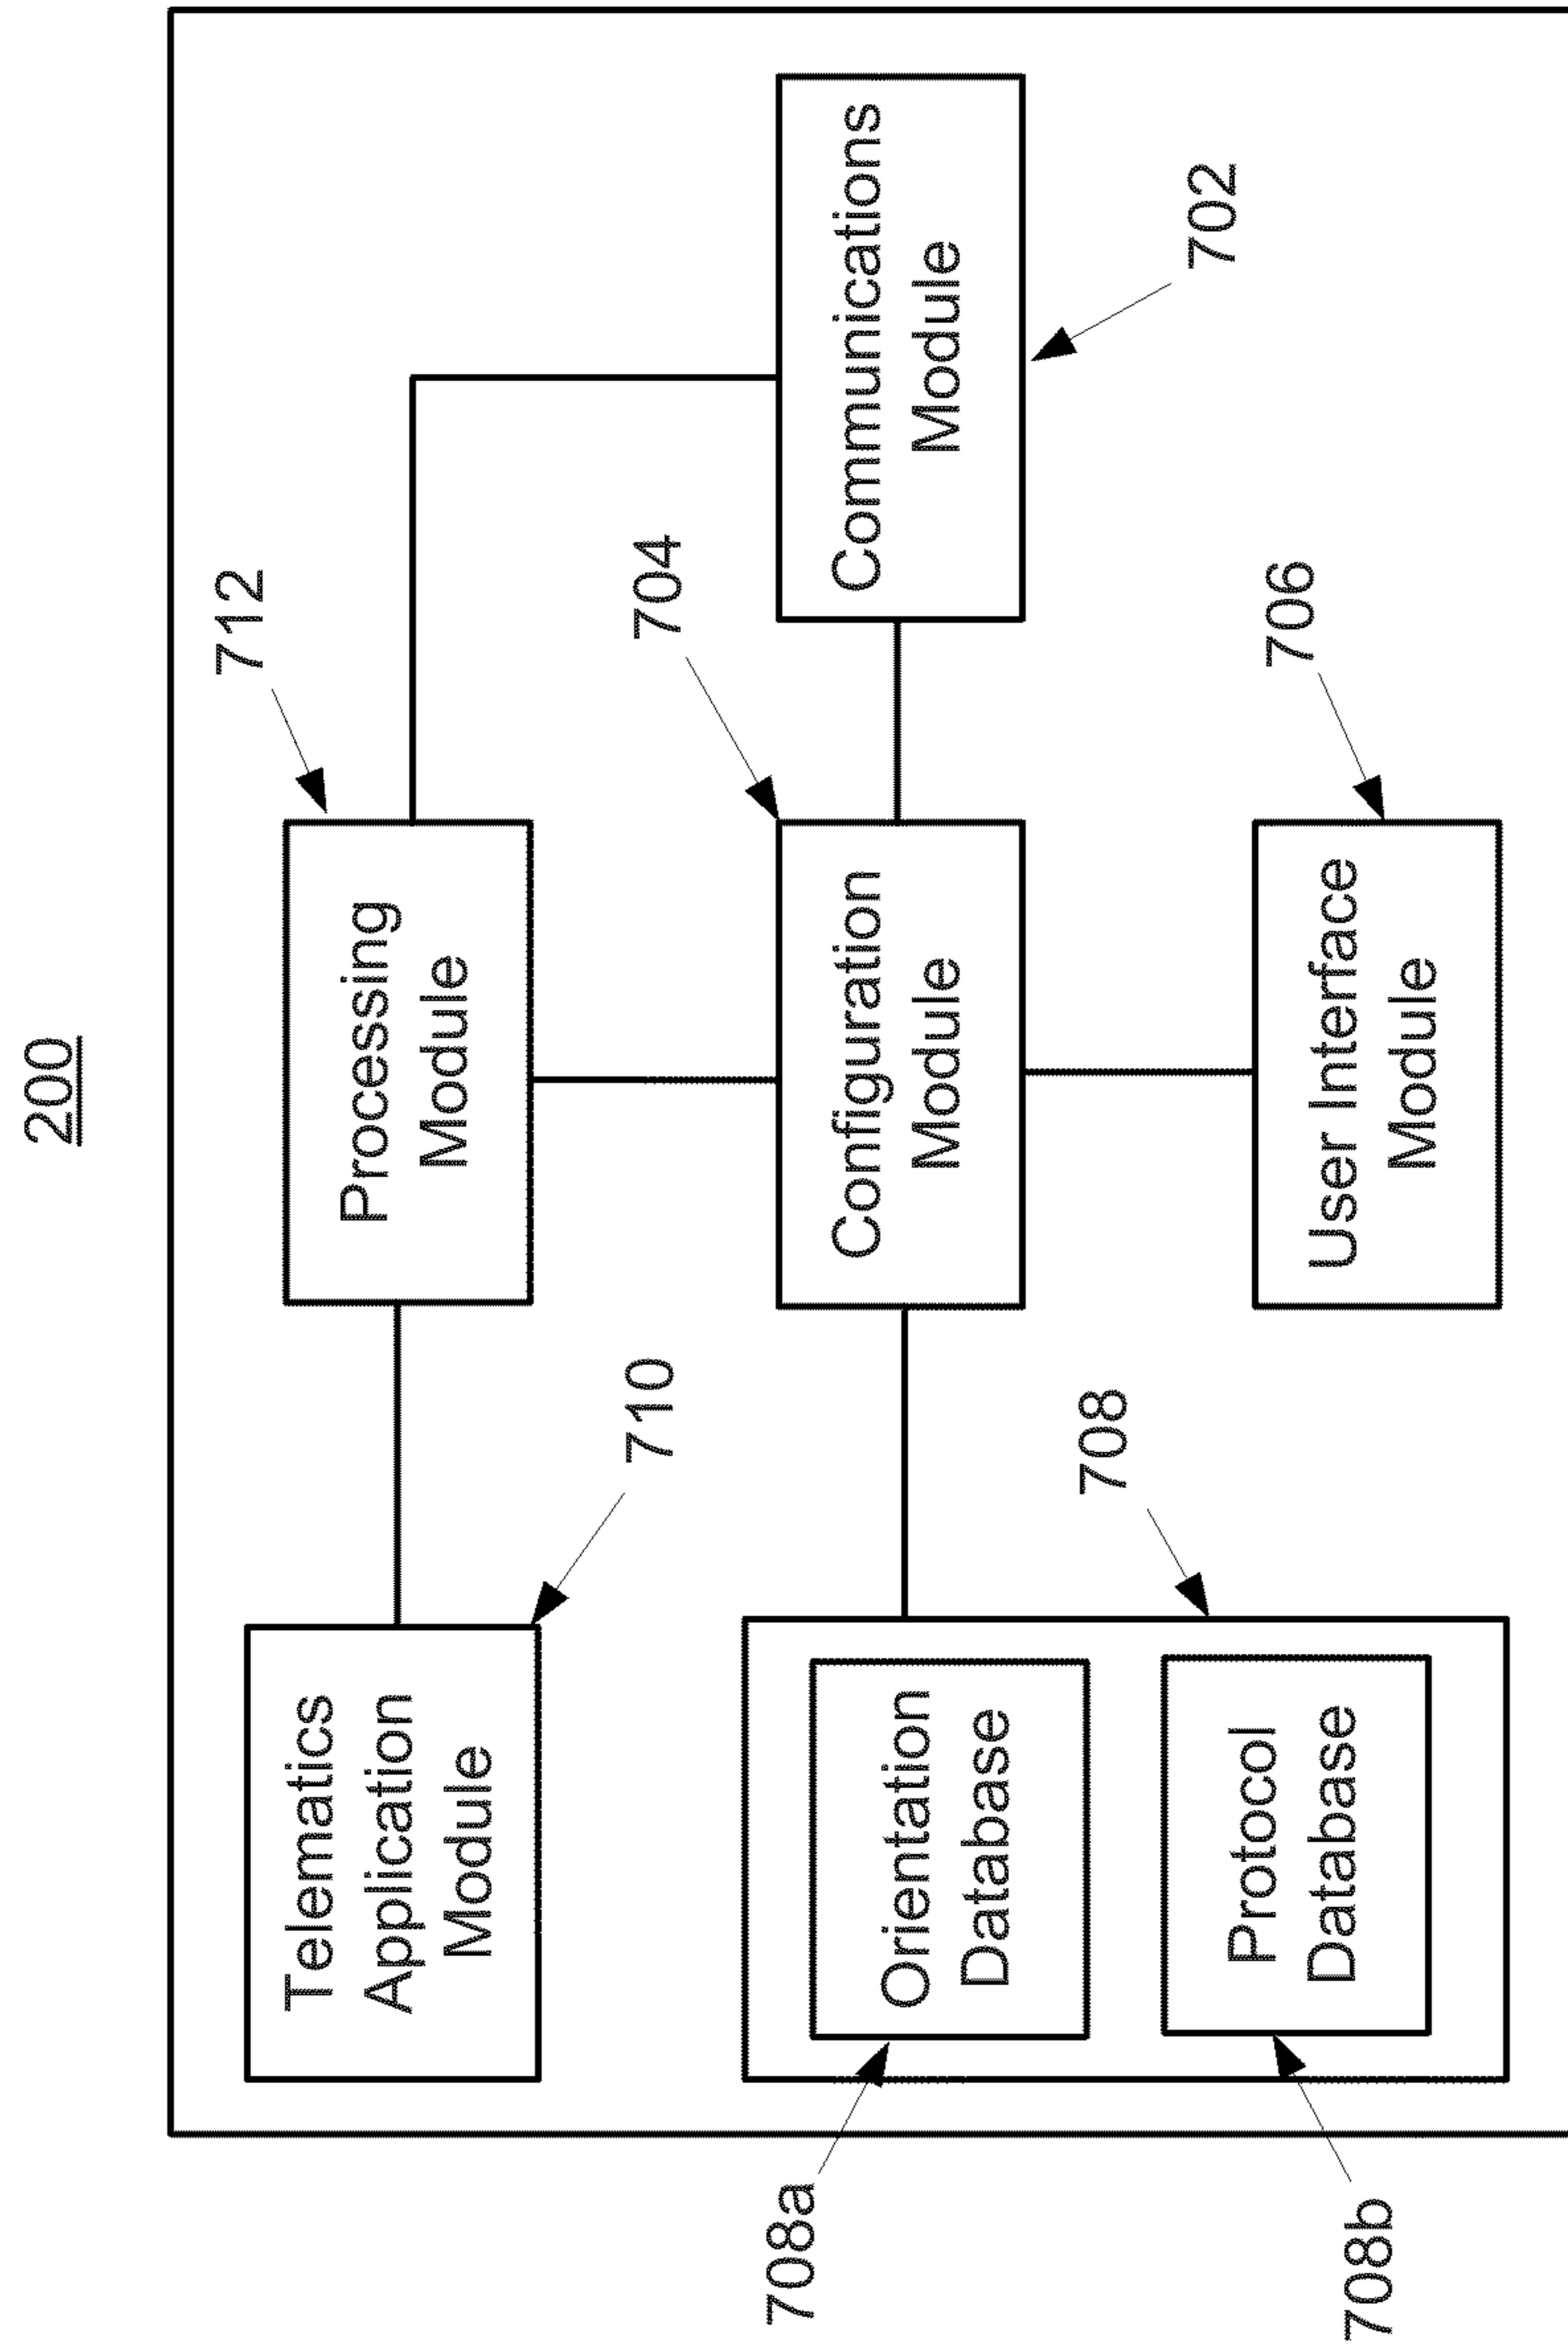 200
Telematics
Application
Module
710
Processing
Module
712
Configuration
Module
704
Communications
Module
702
708
Orientation
Database
708a
Protocol
Database
708b
User Interface
Module
706